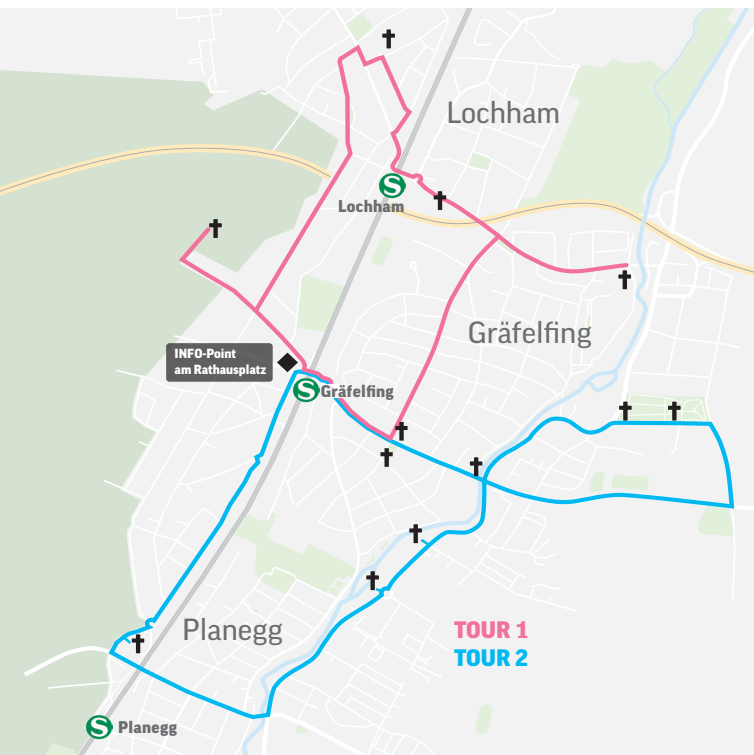 Lochham
S
Lochham
Gräfelfing
INFO-Point
am Rathausplatz
S Gräfelfing
TOUR 1
Planegg
TOUR 2
S Planegg